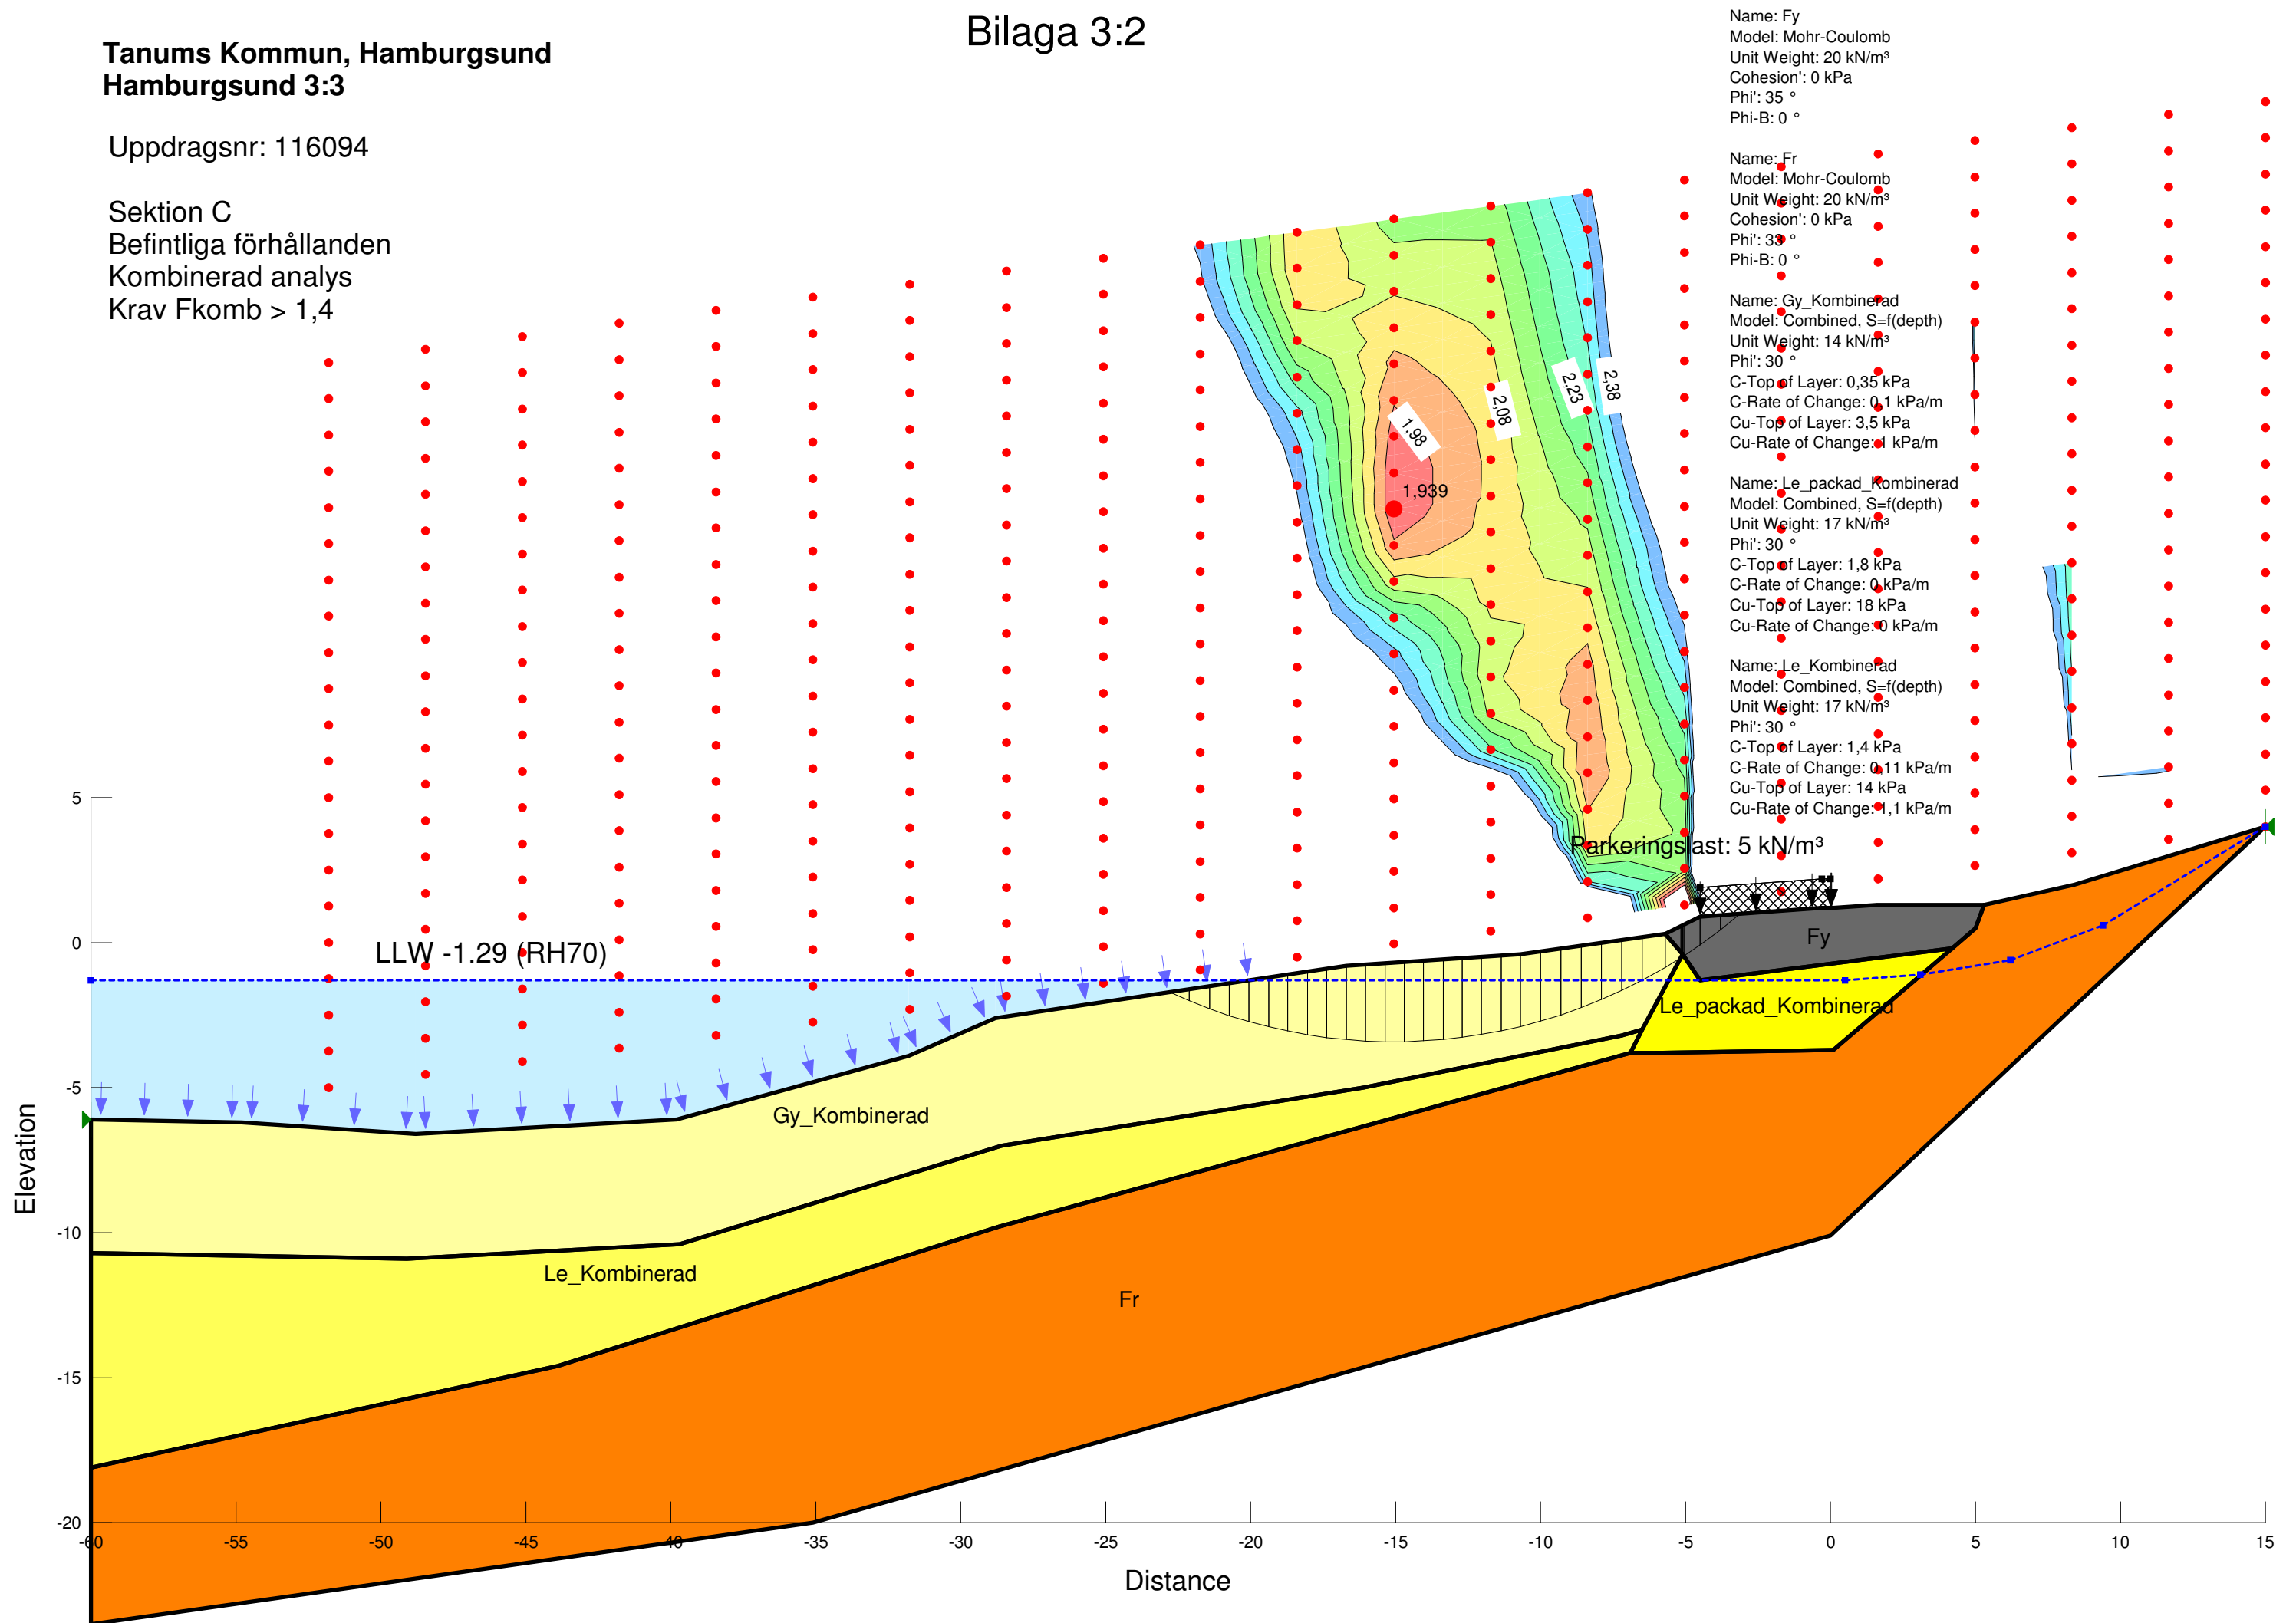 Bilaga 3:2
Tanums Kommun, Hamburgsund
Hamburgsund 3:3
Uppdragsnr: 116094
Sektion C
Befintliga förhållanden
Kombinerad analys
Krav Fkomb > 1,4
Name: Fy
Model: Mohr-Coulomb
Unit Weight: 20 kN/m³
Cohesion': 0 kPa
Phi': 35 °
Phi-B: 0 °
Name: Fr
Model: Mohr-Coulomb
Unit Weight: 20 kN/m³
Cohesion': 0 kPa
Phi': 33 °
Phi-B: 0 °
Name: Gy_Kombinerad
Model: Combined, S=f(depth)
Unit Weight: 14 kN/m³
Phi': 30 °
C-Top of Layer: 0,35 kPa
C-Rate of Change: 0,1 kPa/m
Cu-Top of Layer: 3,5 kPa
Cu-Rate of Change: 1 kPa/m
Name: Le_packad_Kombinerad
Model: Combined, S=f(depth)
Unit Weight: 17 kN/m³
Phi': 30 °
C-Top of Layer: 1,8 kPa
C-Rate of Change: 0 kPa/m
Cu-Top of Layer: 18 kPa
Cu-Rate of Change: 0 kPa/m
Name: Le_Kombinerad
Model: Combined, S=f(depth)
Unit Weight: 17 kN/m³
Phi': 30 °
C-Top of Layer: 1,4 kPa
C-Rate of Change: 0,11 kPa/m
Cu-Top of Layer: 14 kPa
Cu-Rate of Change: 1,1 kPa/m
1,98
2,08
2,23
2,38
1,939
Parkeringslast: 5 kN/m³
LLW -1.29 (RH70)
Fy
Le_packad_Kombinerad
Gy_Kombinerad
Le_Kombinerad
Fr
Elevation
5
0
-5
-10
-15
-20
-60
-55
-50
-45
-40
-35
-30
-25
-20
-15
-10
-5
0
5
10
15
Distance